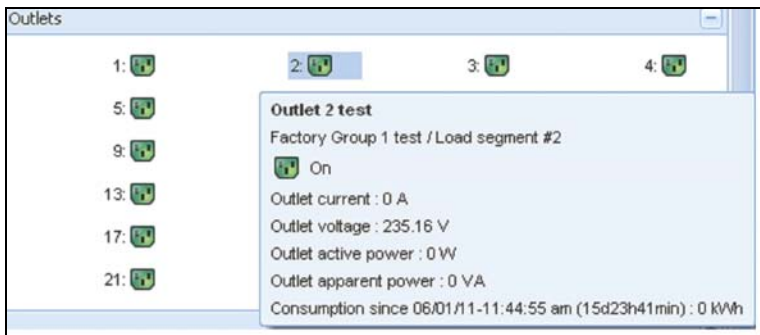 Outlets
1: 2: 3: 4:
5:
9:
13:
17:
21:
Outlet 2 test
Factory Group 1 test / Load segment #2
On
Outlet current : 0 A
Outlet voltage : 235.16 V
Outlet active power : 0 W
Outlet apparent power : 0 VA
Consumption since 06/01/11-11:44:55 am (15d23h41min) : 0 kWh